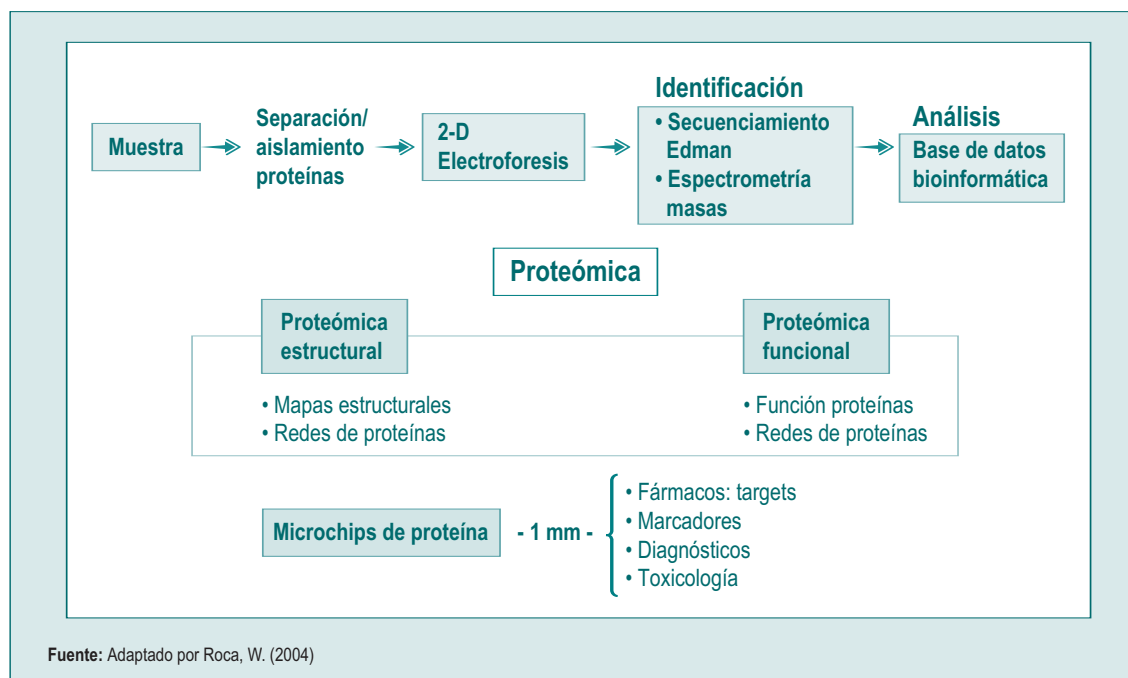 Muestra
Separación/
aislamiento
proteínas
2-D
Electroforesis
Identificación
• Secuenciamiento
Edman
• Espectrometría
masas
Análisis
Base de datos
bioinformática
Proteómica
Proteómica
estructural
• Mapas estructurales
• Redes de proteínas
Proteómica
funcional
• Función proteínas
• Redes de proteínas
Microchips de proteína
- 1 mm -
• Fármacos: targets
• Marcadores
• Diagnósticos
• Toxicología
Fuente: Adaptado por Roca, W. (2004)